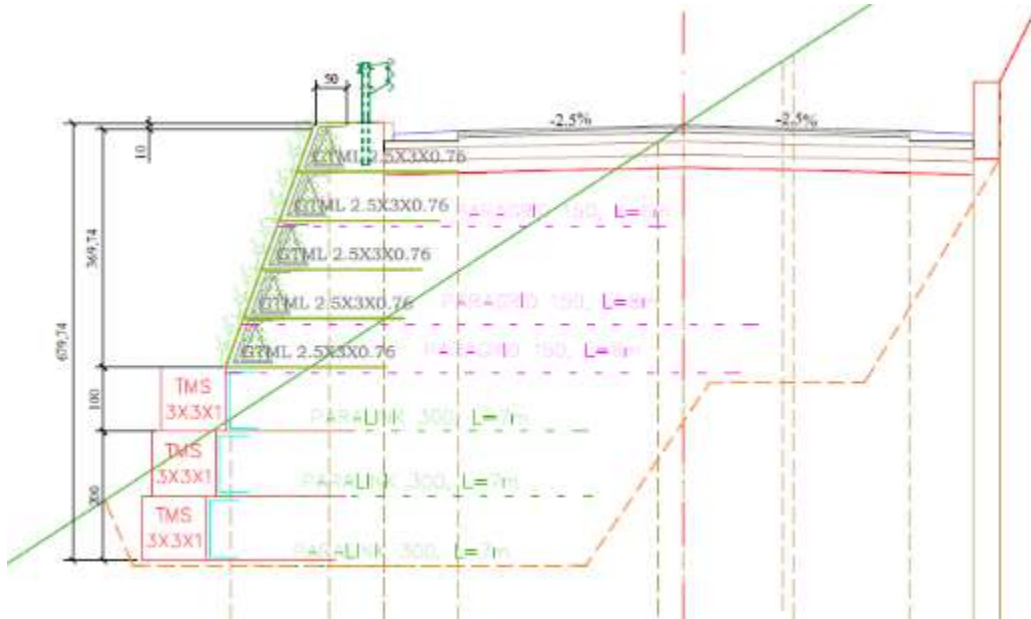 50
-2.5%
-2.5%
10
GTML 2.5X3X0.76
GTML 2.5X3X0.76
PARAGRID 150, L=
GTML 2.5X3X0.76
369,74
GTML 2.5X3X0.76
PARAGRID 150, L=8m
679,74
GTML 2.5X3X0.76
PARAGRID 150, L=8m
TMS
3X3X1
100
PARALINK 300, L=7m
TMS
3X3X1
PARALINK 300, L=7m
200
TMS
3X3X1
PARALINK 300, L=7m